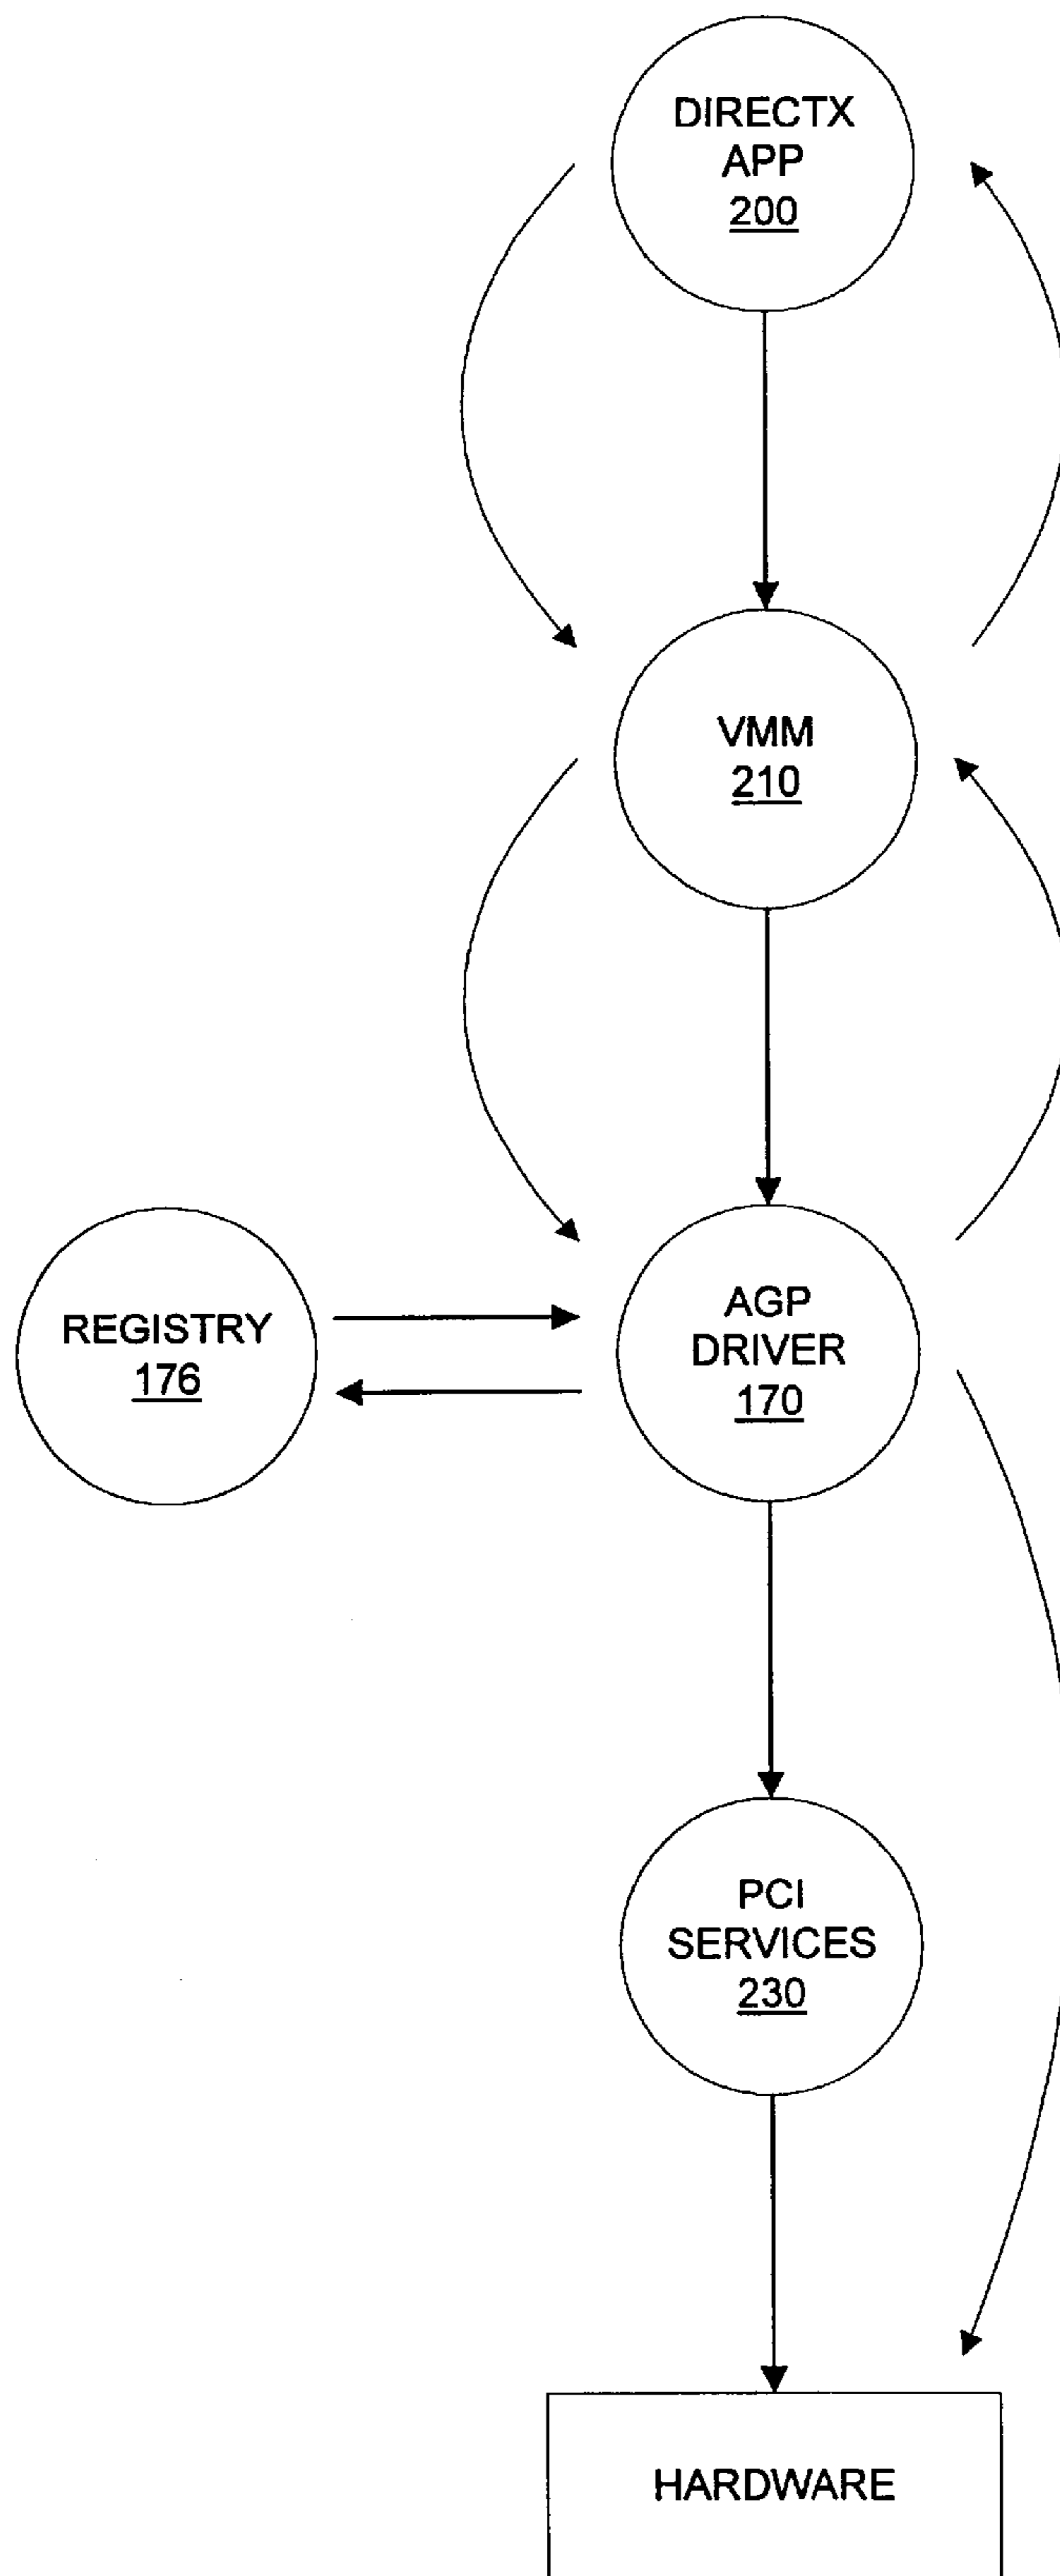 DIRECTX
APP
200
VMM
210
REGISTRY
176
AGP
DRIVER
170
PCI
SERVICES
230
HARDWARE